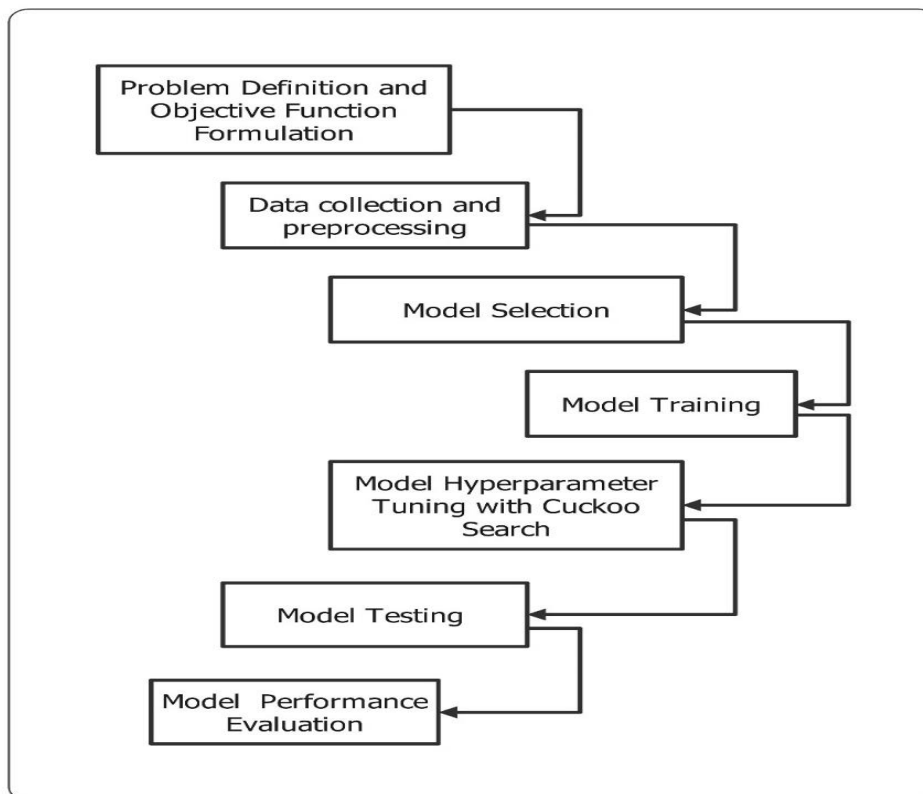 Problem Definition and
Objective Function
Formulation
Data collection and
preprocessing
Model Selection
Model Training
Model Hyperparameter
Tuning with Cuckoo
Search
Model Testing
Model Performance
Evaluation